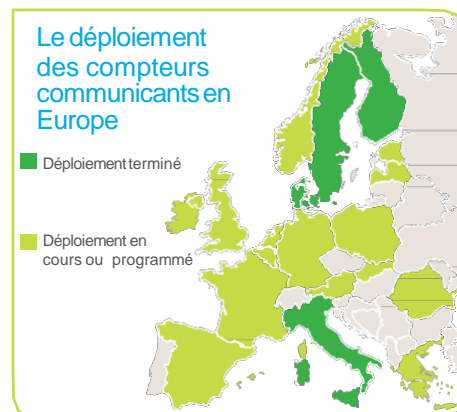 Le déploiement
des compteurs
communicants en
Europe
Déploiement terminé
Déploiement en
cours ou programmé